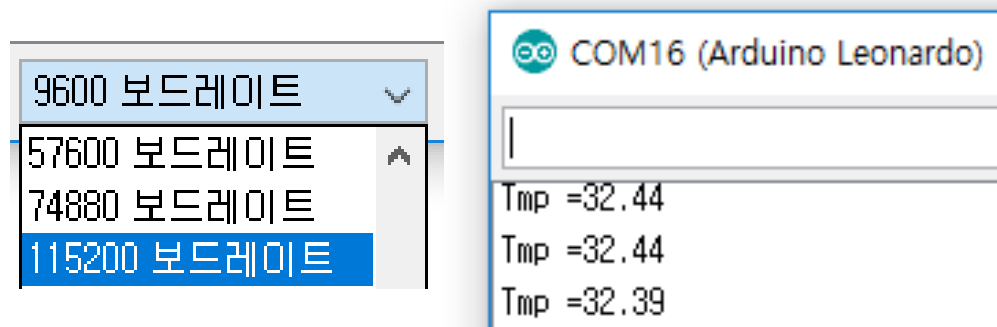 9600 보드레이트
57600 보드레이트
74880 보드레이트
115200 보드레이트
COM16 (Arduino Leonardo)
Tmp =32.44
Tmp =32.44
Tmp =32.39